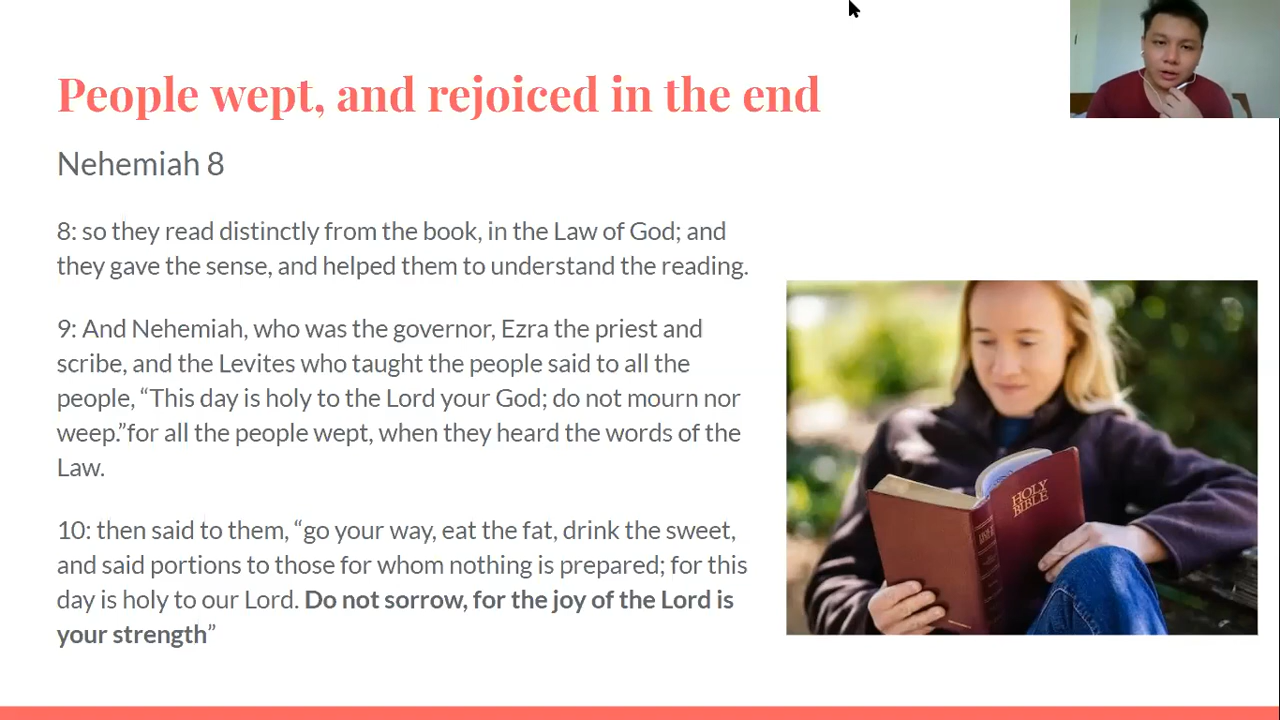 People wept, and rejoiced in the end
Nehemiah 8
8: so they read distinctly from the book, in the Law of God; and
they gave the sense, and helped them to understand the reading.
9: And Nehemiah, who was the governor, Ezra the priest and
scribe, and the Levites who taught the people said to all the
people, “This day is holy to the Lord your God; do not mourn nor
weep.”for all the people wept, when they heard the words of the
Law.
10: then said to them, “go your way, eat the fat, drink the sweet,
and said portions to those for whom nothing is prepared; for this
day is holy to our Lord. Do not sorrow, for the joy of the Lord is
your strength”
HOLY
BIBLE